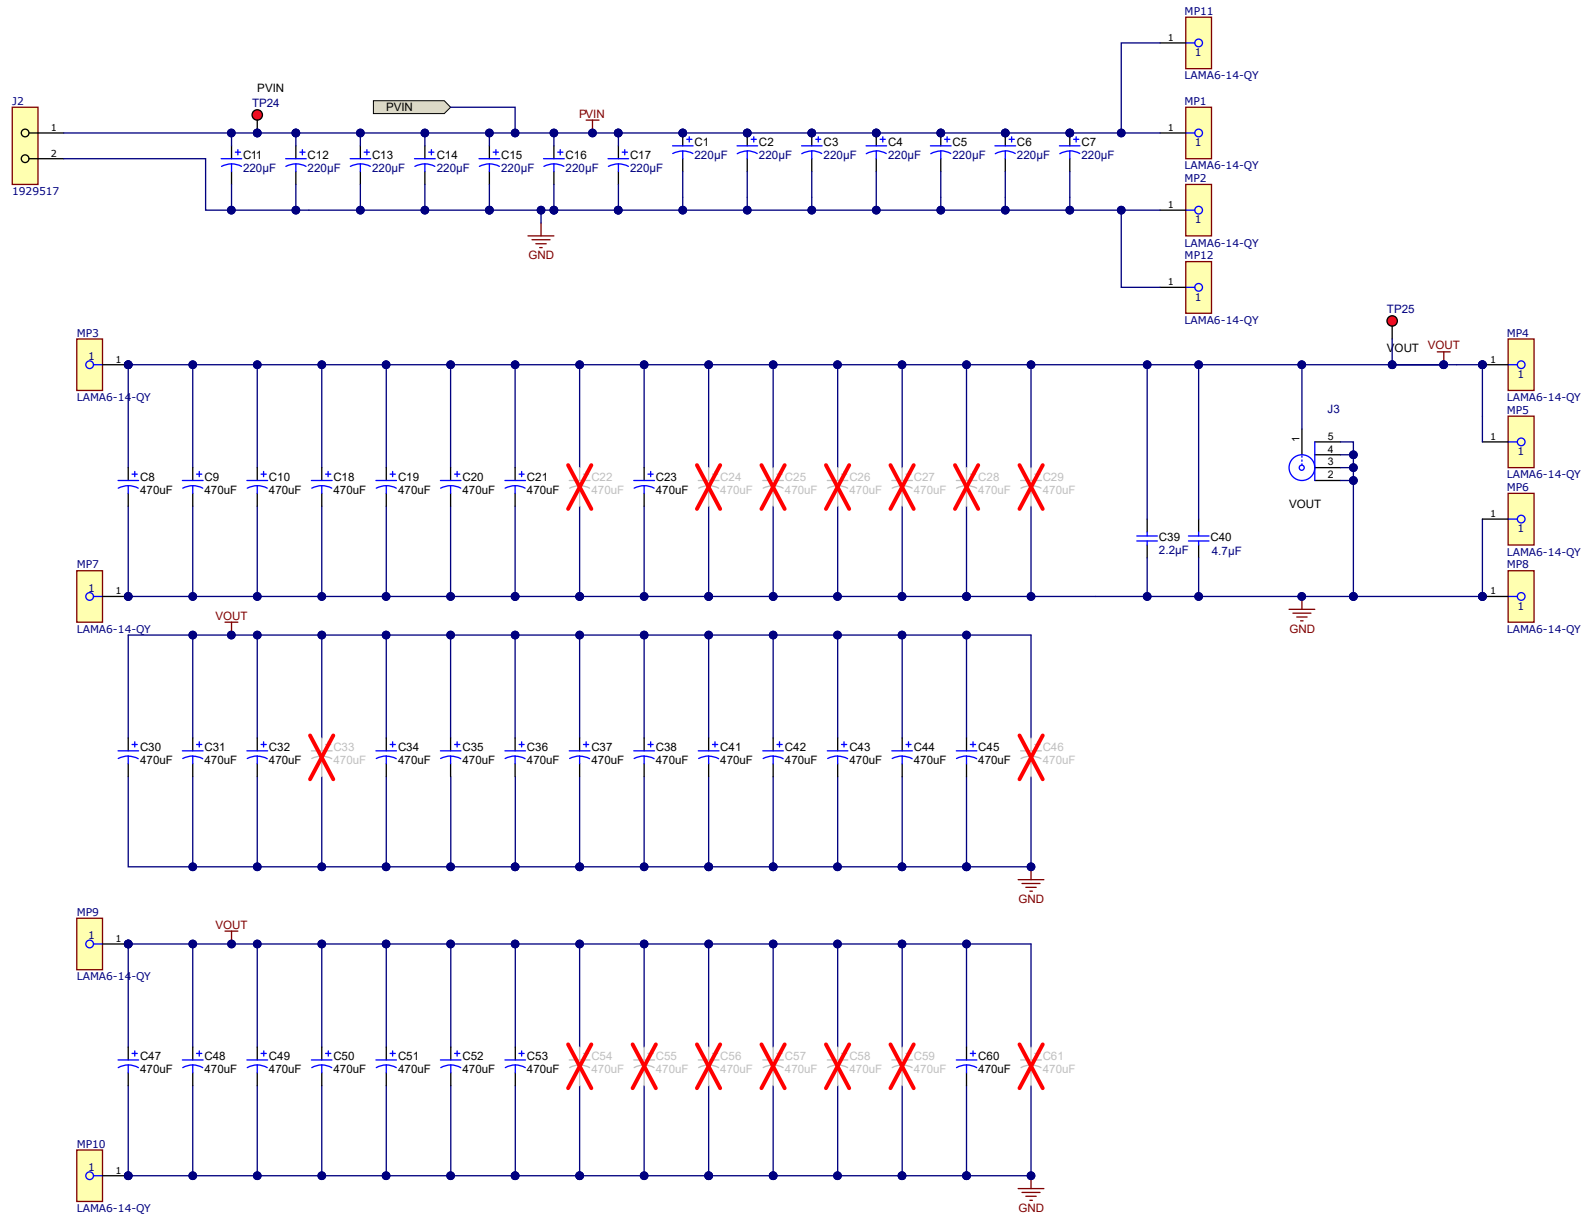 MP11
1
1
LAMA6-14-QY
PVIN
TP24
PVIN
PVIN
J2
1
2
1929517
C11
220µF
C12
220µF
C13
220µF
C14
220µF
C15
220µF
C16
220µF
C17
220µF
C1
220µF
C2
220µF
C3
220µF
C4
220µF
C5
220µF
C6
220µF
C7
220µF
MP1
1
1
LAMA6-14-QY
MP2
1
1
LAMA6-14-QY
MP12
1
1
LAMA6-14-QY
GND
TP25
VOUT
VOUT
MP3
1
1
LAMA6-14-QY
MP4
1
1
LAMA6-14-QY
MP5
1
1
LAMA6-14-QY
MP6
1
1
LAMA6-14-QY
MP8
1
1
LAMA6-14-QY
C8
470uF
C9
470uF
C10
470uF
C18
470uF
C19
470uF
C20
470uF
C21
470uF
C22
470uF
C23
470uF
C24
470uF
C25
470uF
C26
470uF
C27
470uF
C28
470uF
C29
470uF
C39
2.2µF
C40
4.7µF
J3
1
5
4
3
2
VOUT
GND
MP7
1
1
LAMA6-14-QY
VOUT
C30
470uF
C31
470uF
C32
470uF
C33
470uF
C34
470uF
C35
470uF
C36
470uF
C37
470uF
C38
470uF
C41
470uF
C42
470uF
C43
470uF
C44
470uF
C45
470uF
C46
470uF
GND
MP9
1
1
LAMA6-14-QY
VOUT
C47
470uF
C48
470uF
C49
470uF
C50
470uF
C51
470uF
C52
470uF
C53
470uF
C54
470uF
C55
470uF
C56
470uF
C57
470uF
C58
470uF
C59
470uF
C60
470uF
C61
470uF
MP10
1
1
LAMA6-14-QY
GND